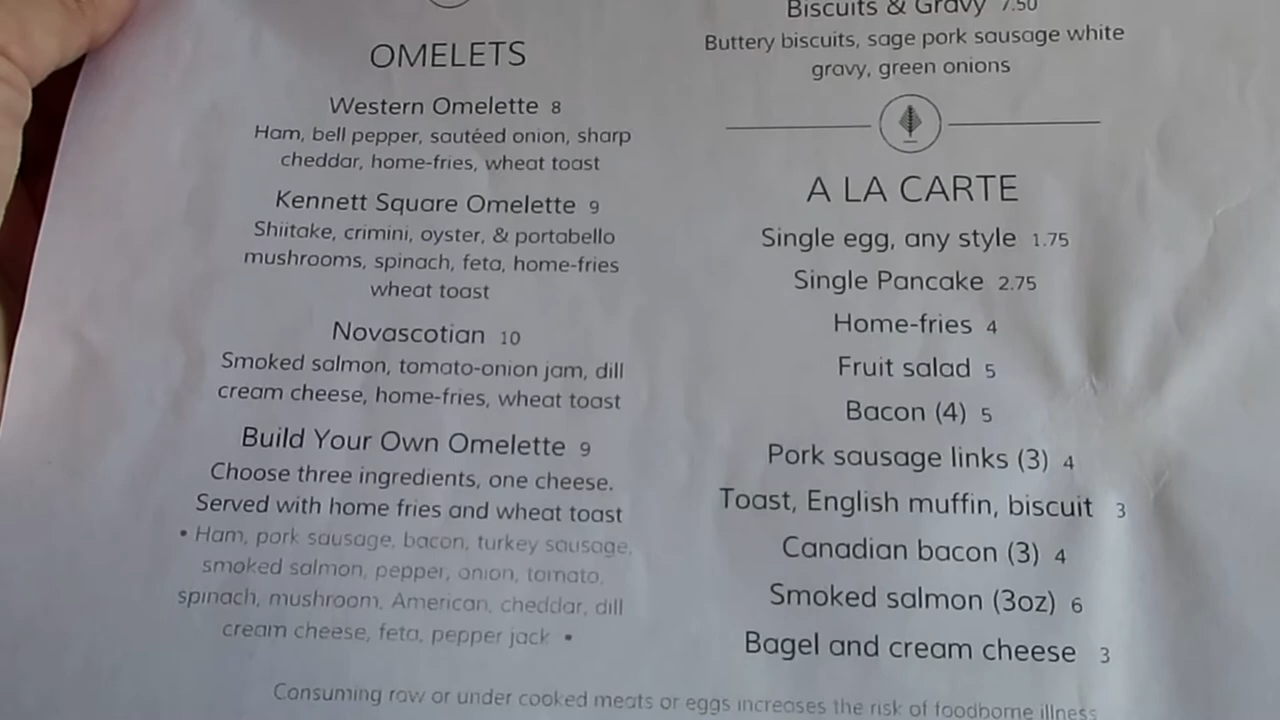 OMELETS
Western Omelette 8
Ham, bell pepper, sautéed onion, sharp
cheddar, home-fries, wheat toast
Kennett Square Omelette 9
Shiitake, crimini, oyster, & portabello
mushrooms, spinach, feta, home-fries
wheat toast
Novascotian 10
Smoked salmon, tomato-onion jam, dill
cream cheese, home-fries, wheat toast
Build Your Own Omelette 9
Choose three ingredients, one cheese.
Served with home fries and wheat toast
• Ham, pork sausage, bacon, turkey sausage,
smoked salmon, pepper, onion, tomato,
spinach, mushroom, American, cheddar, dill
cream cheese, feta, pepper jack •
Biscuits & Gravy 7.50
Buttery biscuits, sage pork sausage white
gravy, green onions
A LA CARTE
Single egg, any style 1.75
Single Pancake 2.75
Home-fries 4
Fruit salad 5
Bacon (4) 5
Pork sausage links (3) 4
Toast, English muffin, biscuit 3
Canadian bacon (3) 4
Smoked salmon (3oz) 6
Bagel and cream cheese 3
Consuming raw or under cooked meats or eggs increases the risk of foodborne illness